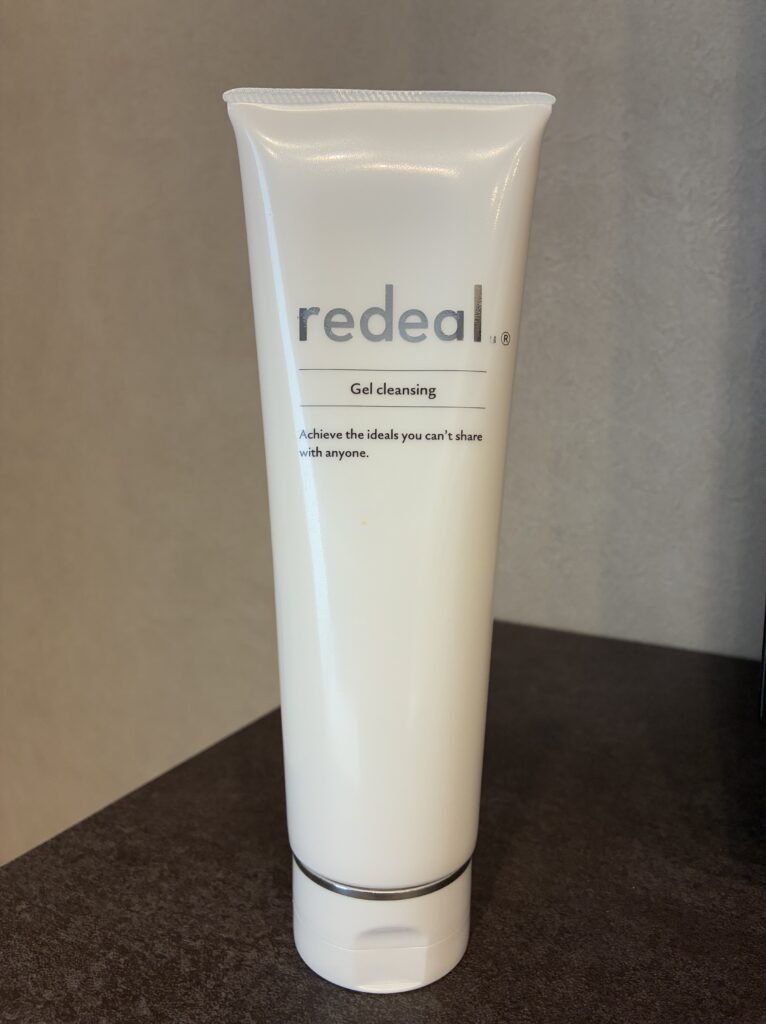 redeal.®
Gel cleansing
Achieve the ideals you can't share
with anyone.